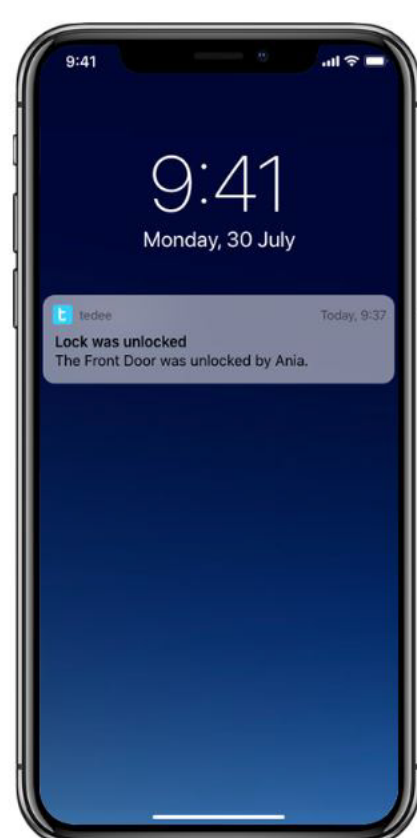 9:41
9:41
Monday, 30 July
t tedee Today, 9:37
Lock was unlocked
The Front Door was unlocked by Ania.